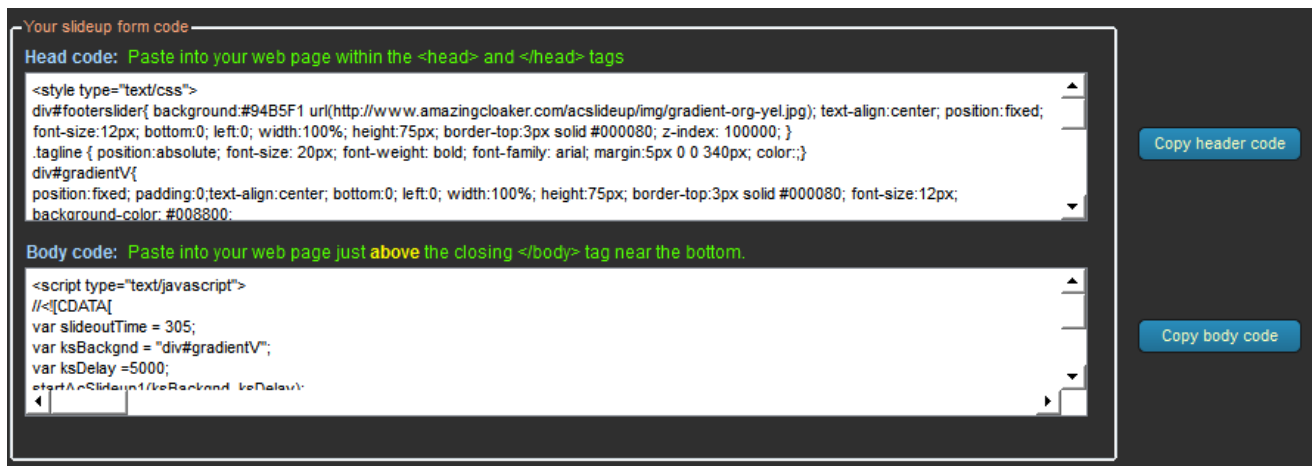 Your slideup form code
Head code: Paste into your web page within the <head> and </head> tags
<style type="text/css">
div#footerslider{ background:#94B5F1 url(http://www.amazingcloaker.com/acslideup/img/gradient-org-yel.jpg); text-align:center; position:fixed;
font-size:12px; bottom:0; left:0; width:100%; height:75px; border-top:3px solid #000080; z-index: 100000; }
.tagline { position:absolute; font-size: 20px; font-weight: bold; font-family: arial; margin:5px 0 0 340px; color:;}
div#gradientV{
position:fixed; padding:0;text-align:center; bottom:0; left:0; width:100%; height:75px; border-top:3px solid #000080; font-size:12px;
background-color: #008800;
Copy header code
Body code: Paste into your web page just above the closing </body> tag near the bottom.
<script type="text/javascript">
//<![CDATA[
var slideoutTime = 305;
var ksBackgnd = "div#gradientV";
var ksDelay =5000;
startAcSlideup1(ksBackgnd, ksDelay);
Copy body code